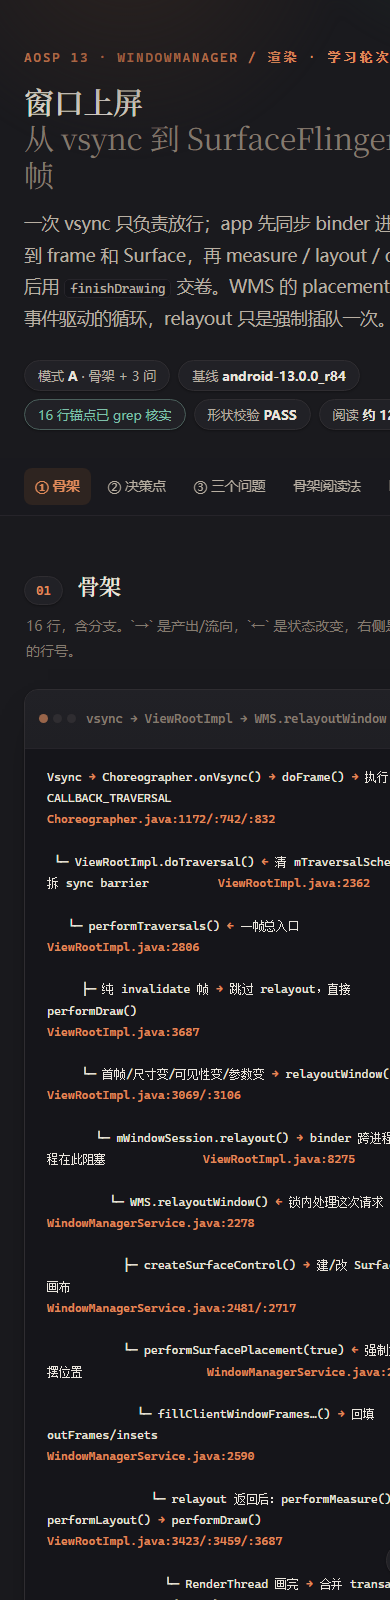 AOSP 13 · WINDOWMANAGER / 渲染 · 学习轮次
窗口上屏
从 vsync 到 SurfaceFlinger
帧
一次 vsync 只负责放行；app 先同步 binder 进
到 frame 和 Surface，再 measure / layout / d
后用 finishDrawing 交卷。WMS 的 placement
事件驱动的循环，relayout 只是强制插队一次。
模式 A · 骨架 + 3 问 基线 android-13.0.0_r84
16 行锚点已 grep 核实 形状校验 PASS 阅读 约 12
① 骨架 ② 决策点 ③ 三个问题 骨架阅读法
01 骨架
16 行，含分支。`→` 是产出/流向，`←` 是状态改变，右侧是
的行号。
vsync → ViewRootImpl → WMS.relayoutWindow
Vsync → Choreographer.onVsync() → doFrame() → 执行
CALLBACK_TRAVERSAL
Choreographer.java:1172/:742/:832
└─ ViewRootImpl.doTraversal() ← 清 mTraversalSche
拆 sync barrier ViewRootImpl.java:2362
└─ performTraversals() ← 一帧总入口
ViewRootImpl.java:2806
├─ 纯 invalidate 帧 → 跳过 relayout，直接
performDraw()
ViewRootImpl.java:3687
└─ 首帧/尺寸变/可见性变/参数变 → relayoutWindow(
ViewRootImpl.java:3069/:3106
└─ mWindowSession.relayout() → binder 跨进程
程在此阻塞 ViewRootImpl.java:8275
└─ WMS.relayoutWindow() ← 锁内处理这次请求
WindowManagerService.java:2278
├─ createSurfaceControl() → 建/改 Surfa
画布
WindowManagerService.java:2481/:2717
└─ performSurfacePlacement(true) ← 强制
摆位置 WindowManagerService.java:2
└─ fillClientWindowFrames…() → 回填
outFrames/insets
WindowManagerService.java:2590
└─ relayout 返回后：performMeasure()
performLayout() → performDraw()
ViewRootImpl.java:3423/:3459/:3687
└─ RenderThread 画完 → 合并 transa